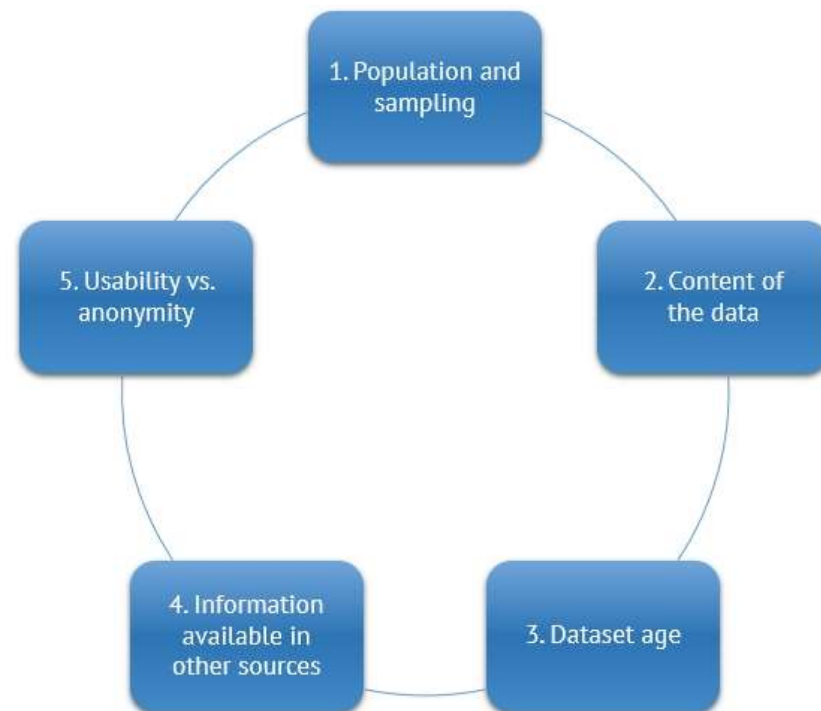 1. Population and
sampling
2. Content of
the data
3. Dataset age
4. Information
available in
other sources
5. Usability vs.
anonymity